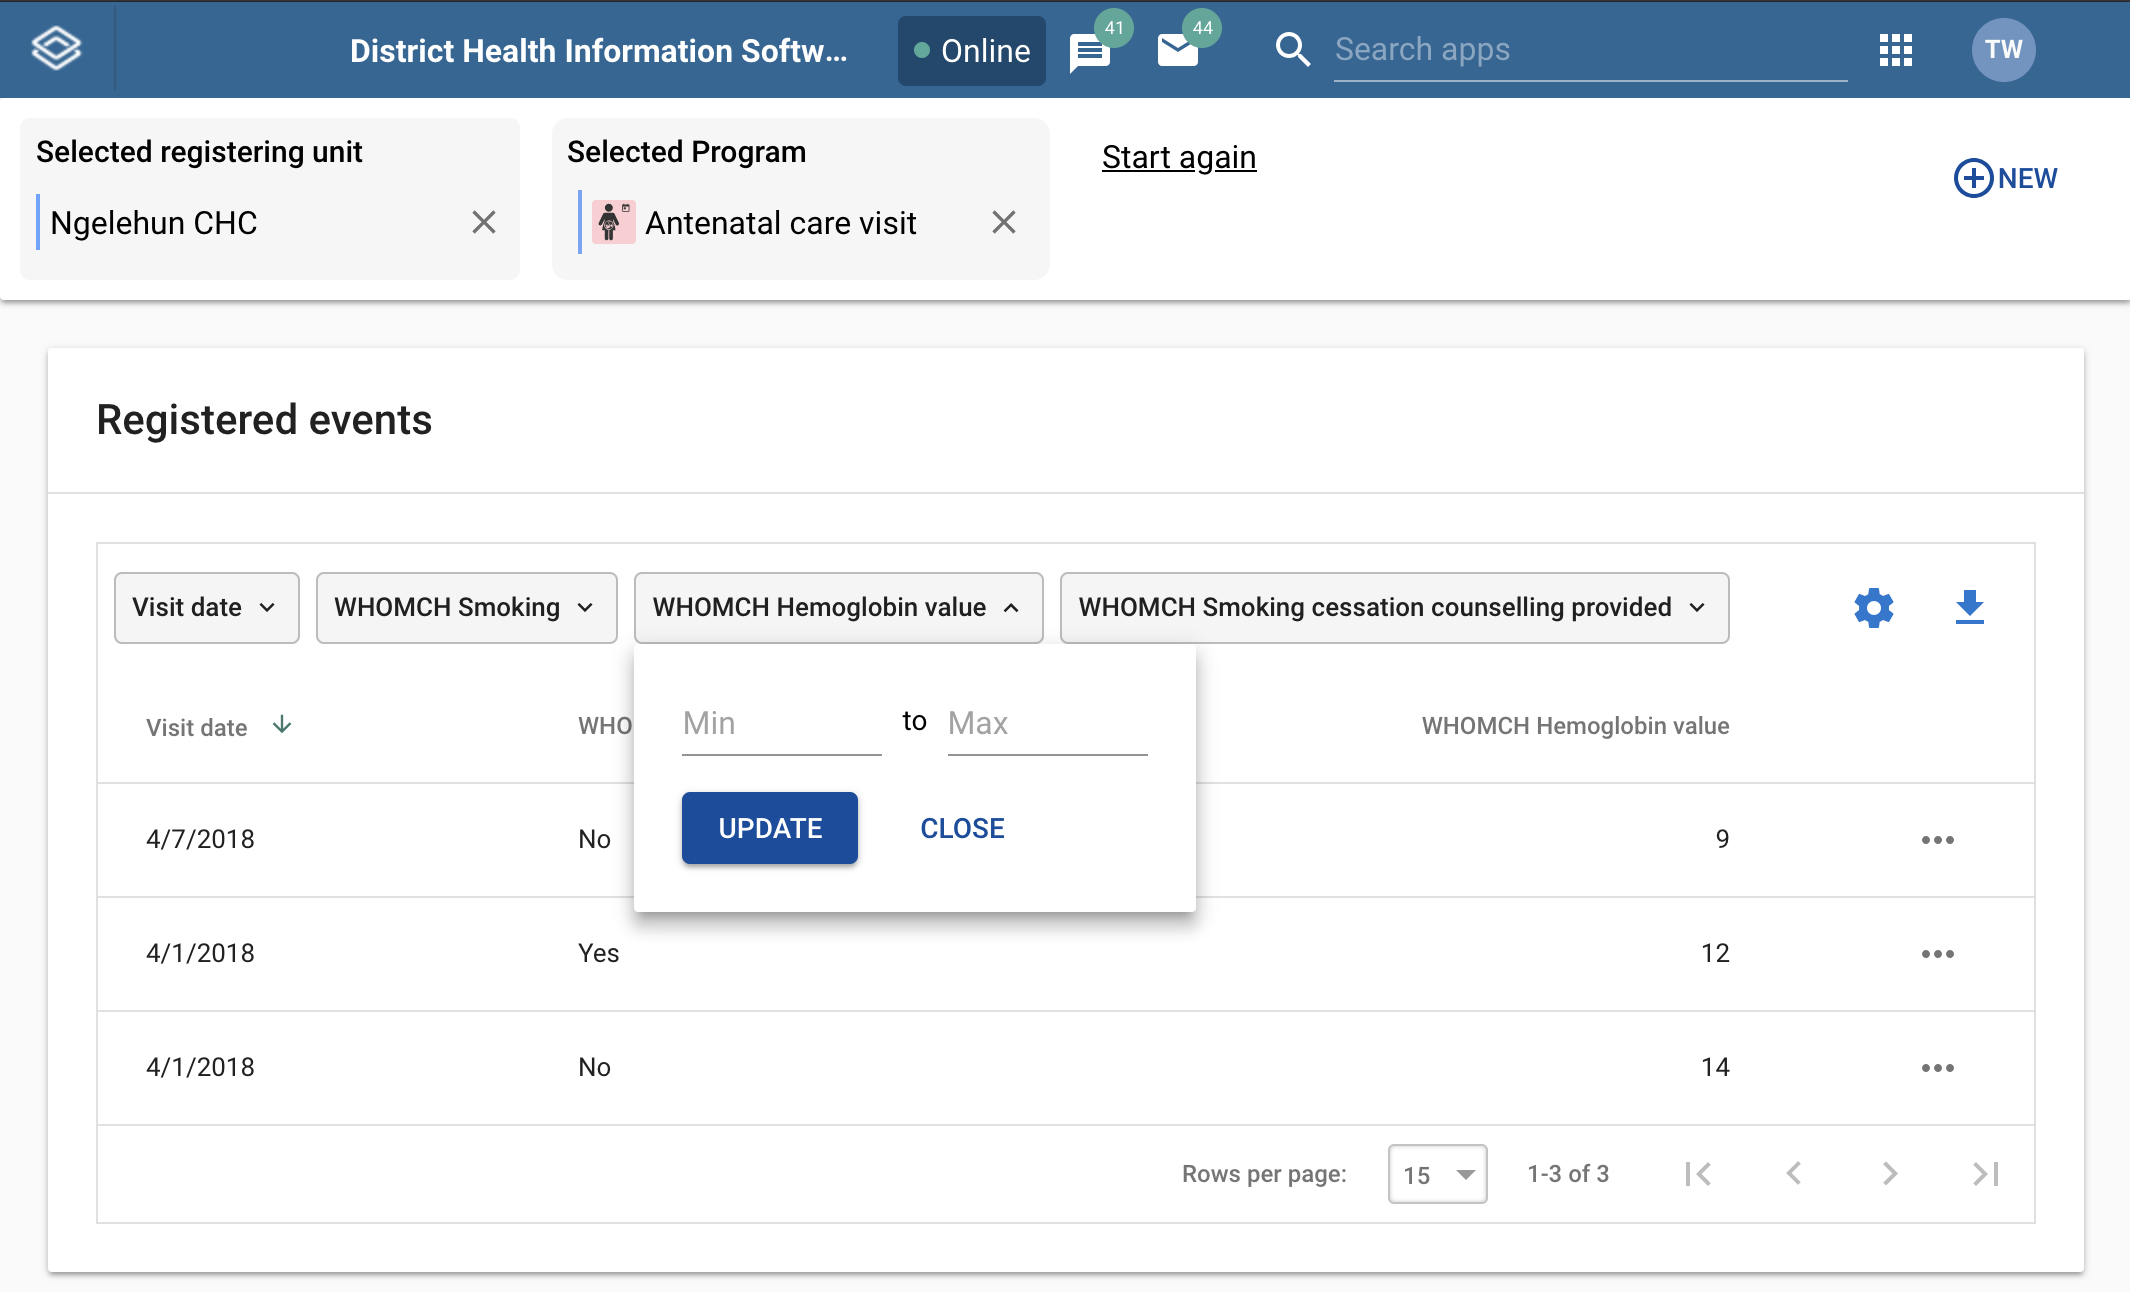 District Health Information Softw...
Online
41
44
Search apps
TW
Selected registering unit
Ngelehun CHC
Selected Program
Antenatal care visit
Start again
NEW
Registered events
Visit date
WHOMCH Smoking
WHOMCH Hemoglobin value
WHOMCH Smoking cessation counselling provided
Min to Max
UPDATE CLOSE
Visit date WHO WHOMCH Hemoglobin value
4/7/2018 No 9
4/1/2018 Yes 12
4/1/2018 No 14
Rows per page: 15 1-3 of 3